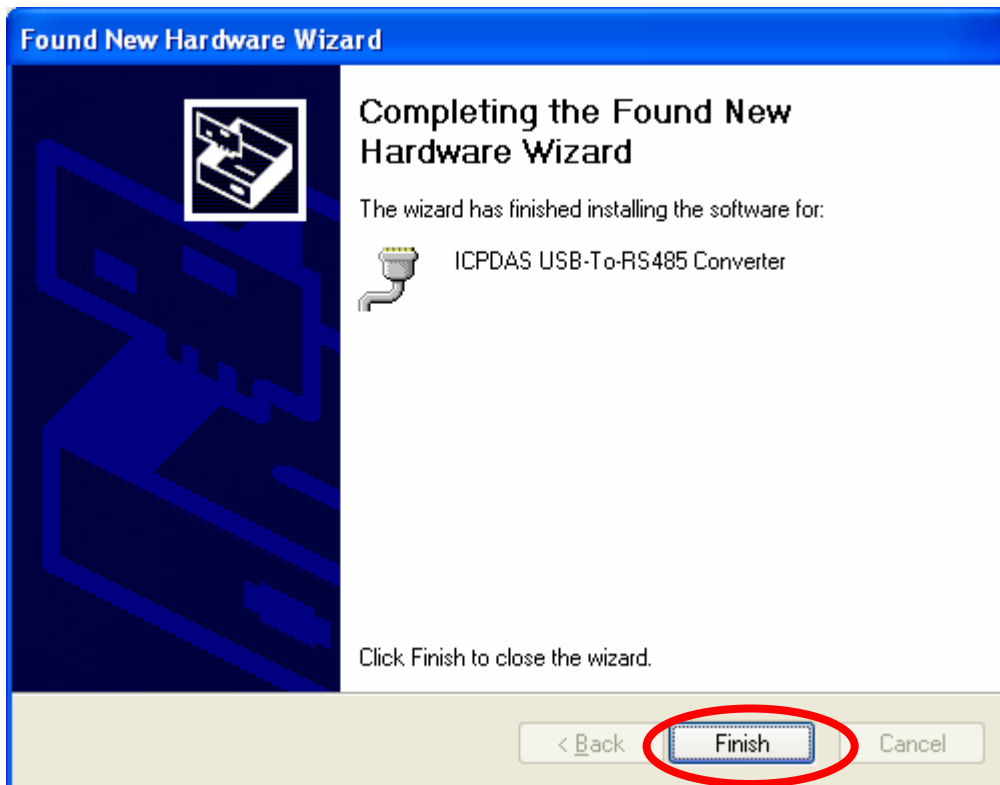 Found New Hardware Wizard
Completing the Found New
Hardware Wizard
The wizard has finished installing the software for:
ICPDAS USB-To-RS485 Converter
Click Finish to close the wizard.
< Back
Finish
Cancel